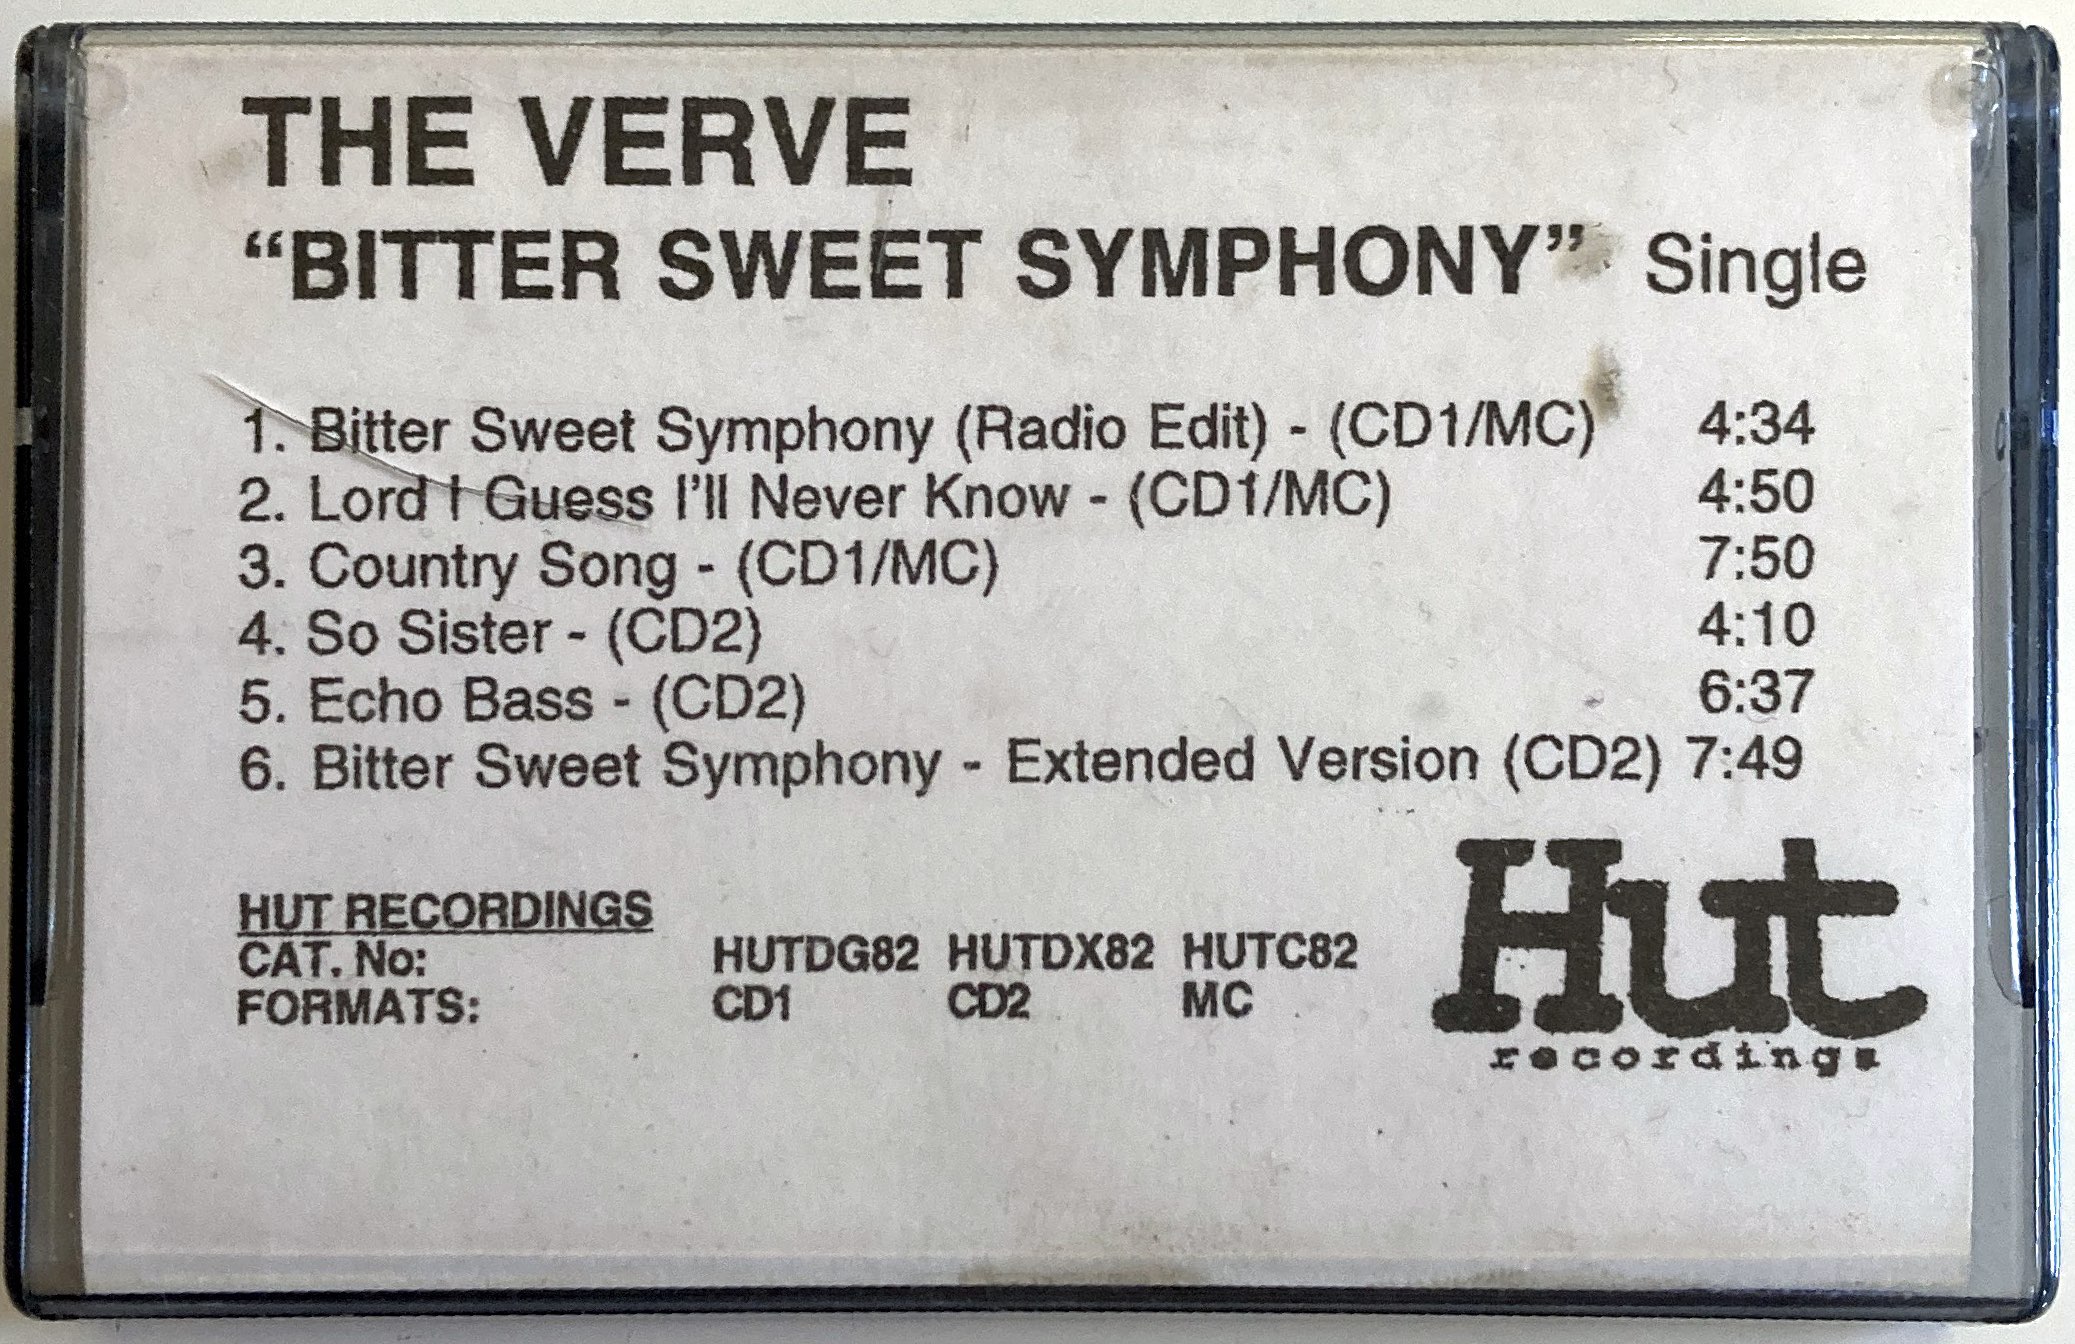 THE VERVE
“BITTER SWEET SYMPHONY” Single
1. Bitter Sweet Symphony (Radio Edit) - (CD1/MC) 4:34
2. Lord I Guess I’ll Never Know - (CD1/MC) 4:50
3. Country Song - (CD1/MC) 7:50
4. So Sister - (CD2) 4:10
5. Echo Bass - (CD2) 6:37
6. Bitter Sweet Symphony - Extended Version (CD2) 7:49
HUT RECORDINGS
CAT. No: HUTDG82 HUTDX82 HUTC82
FORMATS: CD1 CD2 MC
Hut
recordings